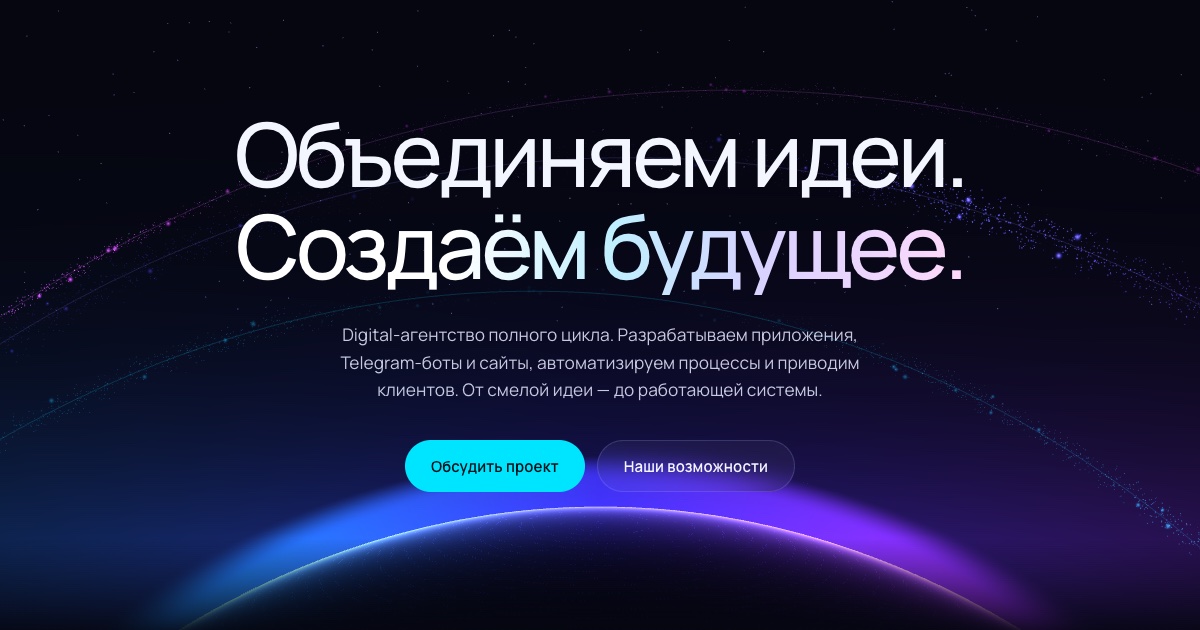 Объединяем идеи.
Создаём будущее.
Digital-агентство полного цикла. Разрабатываем приложения,
Telegram-боты и сайты, автоматизируем процессы и приводим
клиентов. От смелой идеи — до работающей системы.
Обсудить проект
Наши возможности